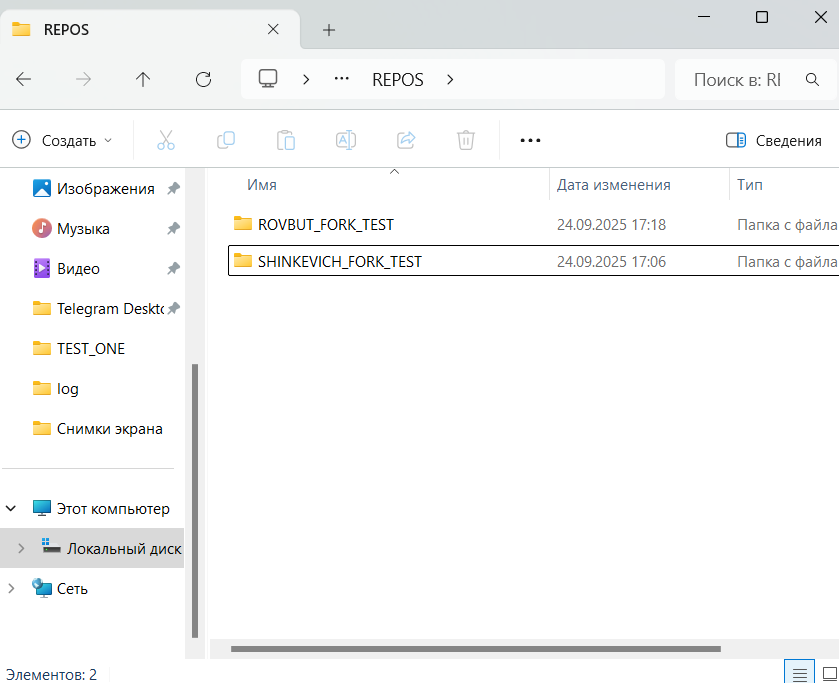 REPOS
REPOS
Поиск в: RI
Создать
Сведения
Изображения
Музыка
Видео
Telegram Deskto
TEST_ONE
log
Снимки экрана
Этот компьютер
Локальный диск
Сеть
Имя Дата изменения Тип
ROVBUT_FORK_TEST 24.09.2025 17:18 Папка с файла
SHINKEVICH_FORK_TEST 24.09.2025 17:06 Папка с файла
Элементов: 2